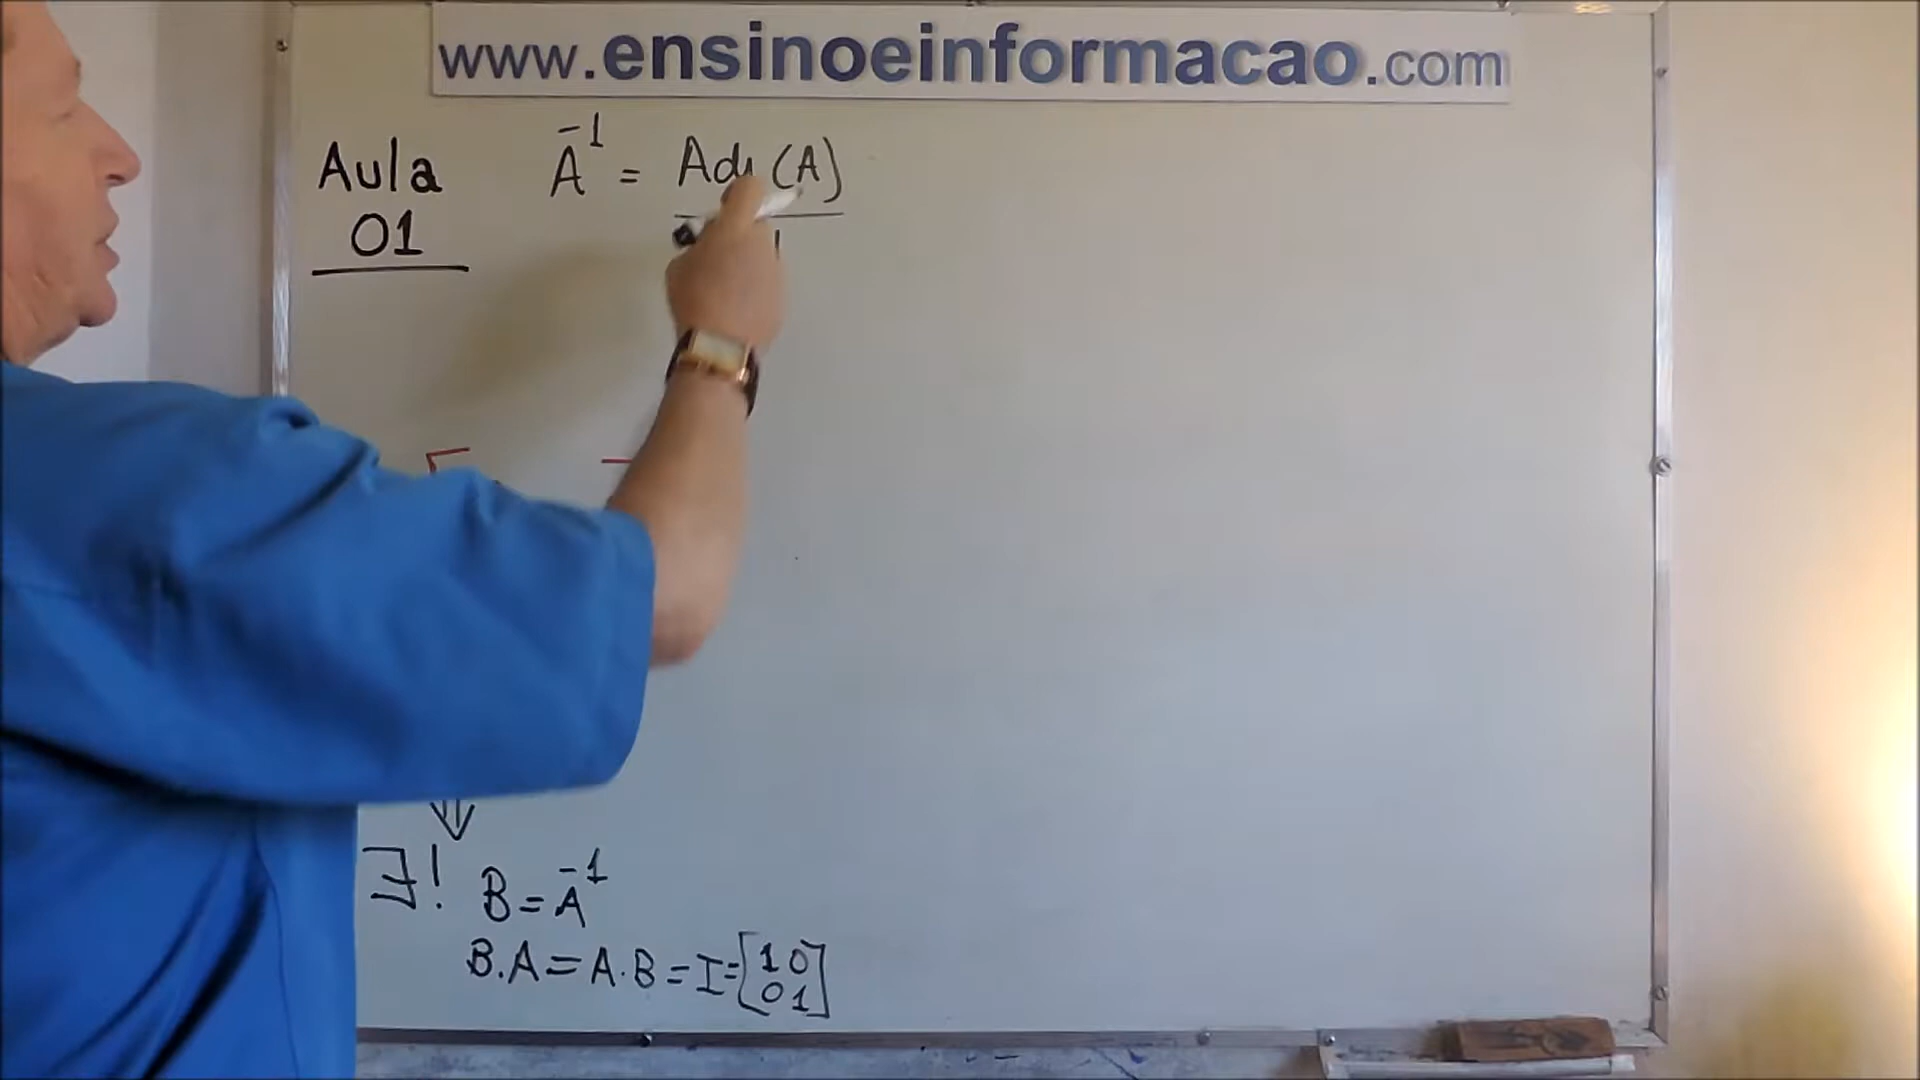 www.ensinoeinformacao.com
Aula
01
A⁻¹ = Adj (A)
∃! B = A⁻¹
B.A = A.B = I = [1 0
0 1]